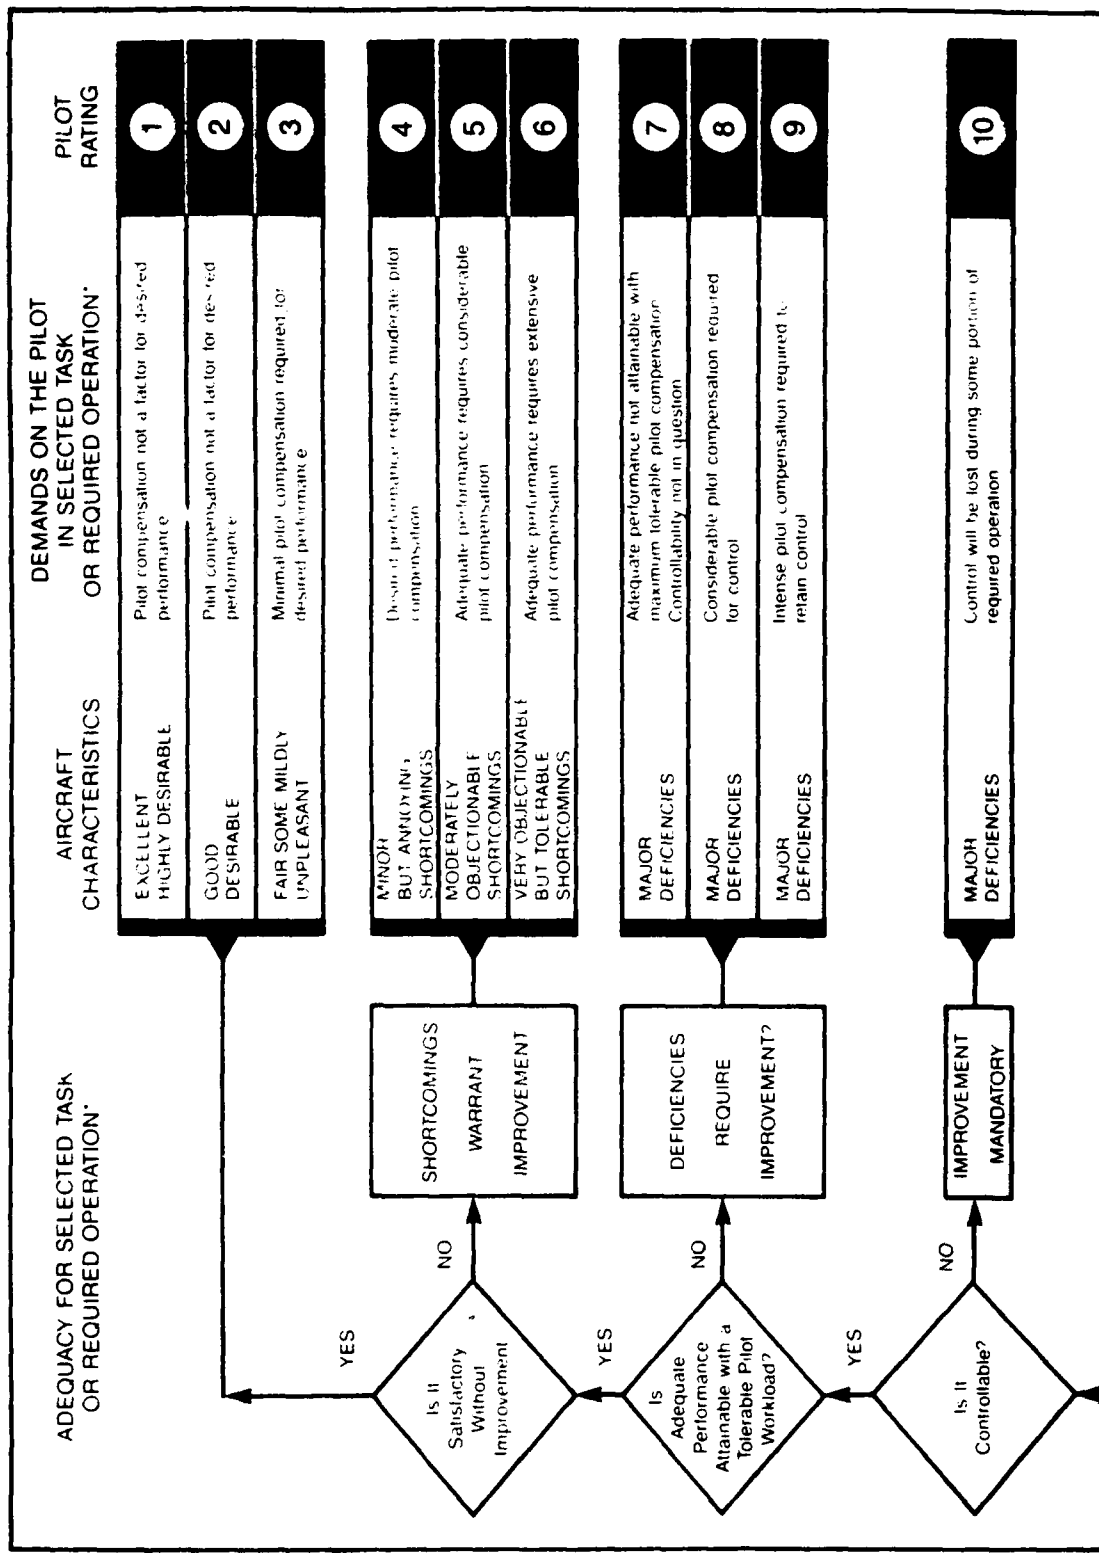 ADEQUACY FOR SELECTED TASK
OR REQUIRED OPERATION*
AIRCRAFT
CHARACTERISTICS
DEMANDS ON THE PILOT
IN SELECTED TASK
OR REQUIRED OPERATION*
PILOT
RATING
EXCELLENT
HIGHLY DESIRABLE
Pilot compensation not a factor for desired
performance
1
GOOD
DESIRABLE
Pilot compensation not a factor for desired
performance
2
FAIR SOME MILDLY
UNPLEASANT
Minimal pilot compensation required for
desired performance
3
YES
Is It
Satisfactory
Without
Improvement
NO
SHORTCOMINGS
WARRANT
IMPROVEMENT
MINOR
BUT ANNOYING
SHORTCOMINGS
Desired performance requires moderate pilot
compensation
4
MODERATELY
OBJECTIONABLE
SHORTCOMINGS
Adequate performance requires considerable
pilot compensation
5
VERY OBJECTIONABLE
BUT TOLERABLE
SHORTCOMINGS
Adequate performance requires extensive
pilot compensation
6
YES
Is
Adequate
Performance
Attainable with a
Tolerable Pilot
Workload?
NO
DEFICIENCIES
REQUIRE
IMPROVEMENT?
MAJOR
DEFICIENCIES
Adequate performance not attainable with
maximum tolerable pilot compensation
Controllability not in question
7
MAJOR
DEFICIENCIES
Considerable pilot compensation required
for control
8
MAJOR
DEFICIENCIES
Intense pilot compensation required to
retain control
9
YES
Is It
Controllable?
NO
IMPROVEMENT
MANDATORY
MAJOR
DEFICIENCIES
Control will be lost during some portion of
required operation
10